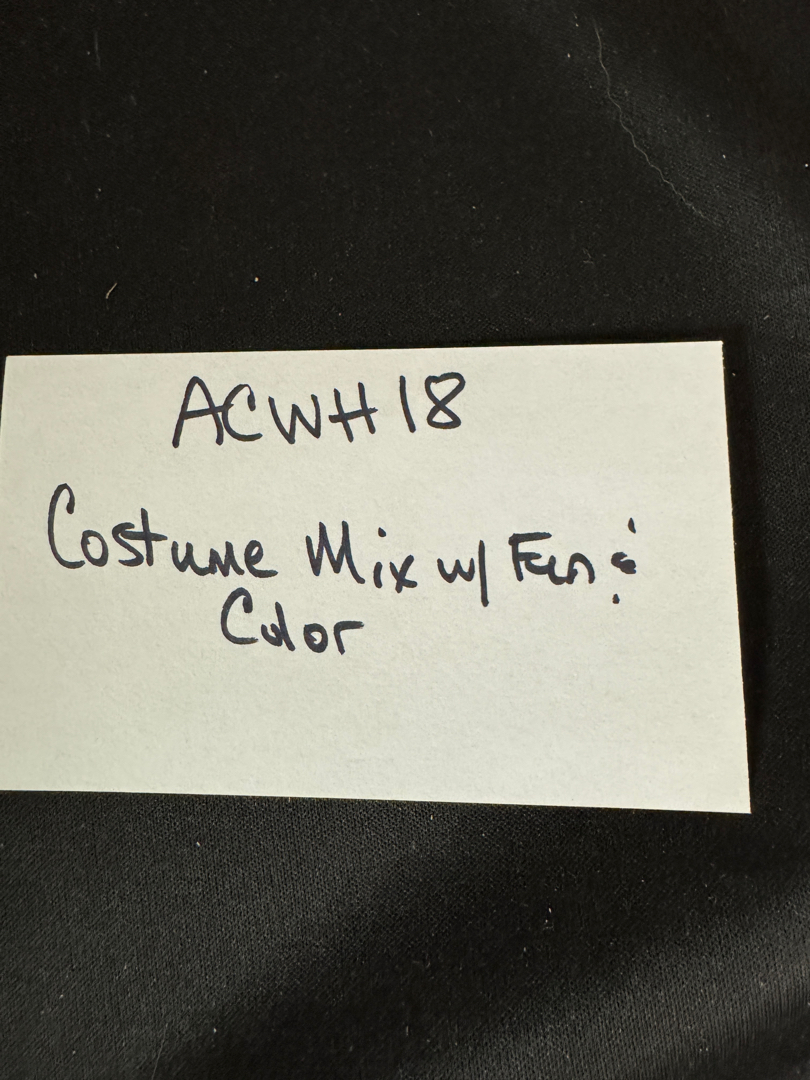 ACWH18
Costume Mix w/ Fun &
Color